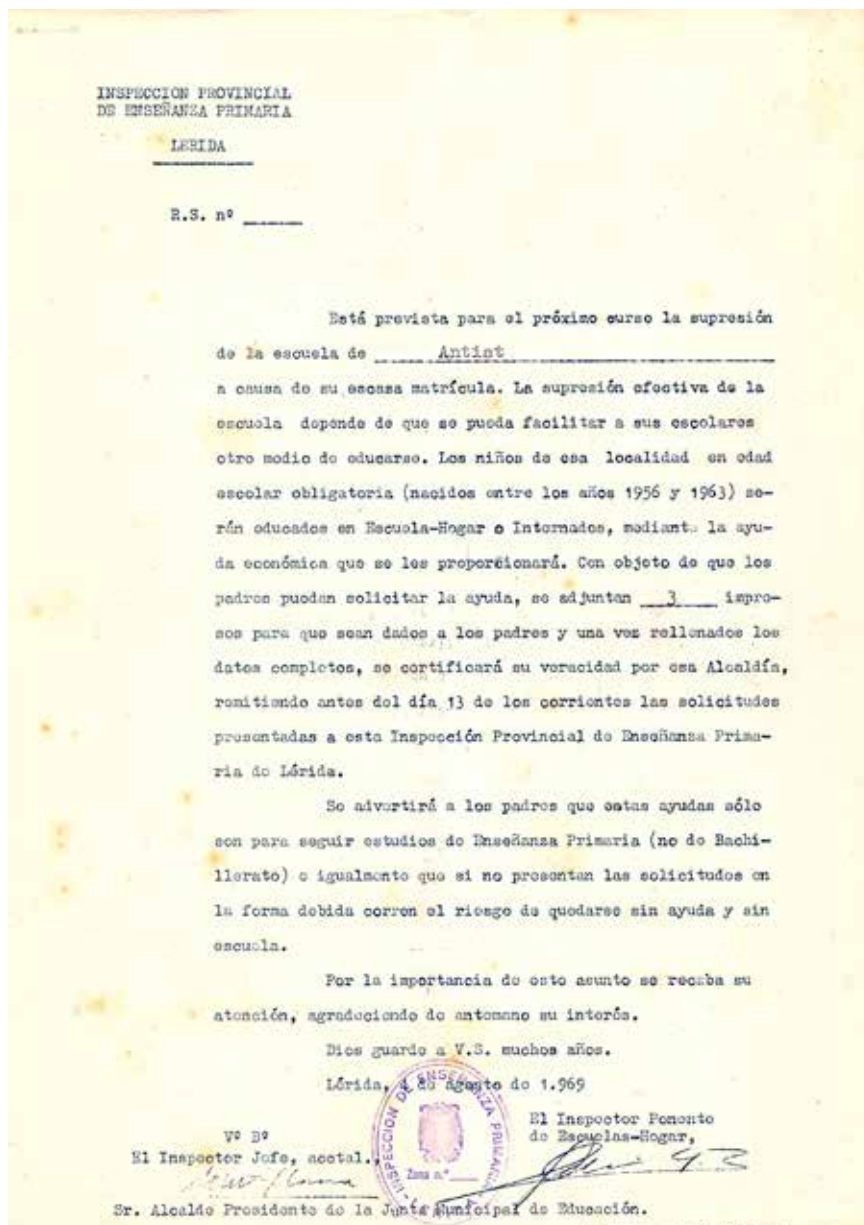 INSPECCION PROVINCIAL
DE ENSEÑANZA PRIMARIA
LERIDA
R.S. nº
Está prevista para el próximo curso la supresión
de la escuela de Antist
a causa de su escasa matrícula. La supresión efectiva de la
escuela depende de que se pueda facilitar a sus escolares
otro medio de educarse. Los niños de esa localidad en edad
escolar obligatoria (nacidos entre los años 1956 y 1963) se-
rán educados en Escuela-Hogar o Internados, mediante la ayu-
da económica que se les proporcionará. Con objeto de que los
padres puedan solicitar la ayuda, se adjuntan 3 impre-
sos para que sean dados a los padres y una vez rellenados los
datos completos, se certificará su veracidad por esa Alcaldía,
remitiendo antes del día 13 de los corrientes las solicitudes
presentadas a esta Inspección Provincial de Enseñanza Prima-
ria de Lérida.
Se advertirá a los padres que estas ayudas sólo
son para seguir estudios de Enseñanza Primaria (no de Bachi-
llerato) e igualmente que si no presentan las solicitudes en
la forma debida corren el riesgo de quedarse sin ayuda y sin
escuela.
Por la importancia de este asunto se recaba su
atención, agradeciendo de antemano su interés.
Dios guarde a V.S. muchos años.
Lérida, 4 de agosto de 1.969
El Inspector Ponente
de Escuelas-Hogar,
Vº Bº
El Inspector Jefe, acctal.,
INSPECCION DE ENSEÑANZA PRIMARIA
Zona n.º
Sr. Alcalde Presidente de la Junta Municipal de Educación.